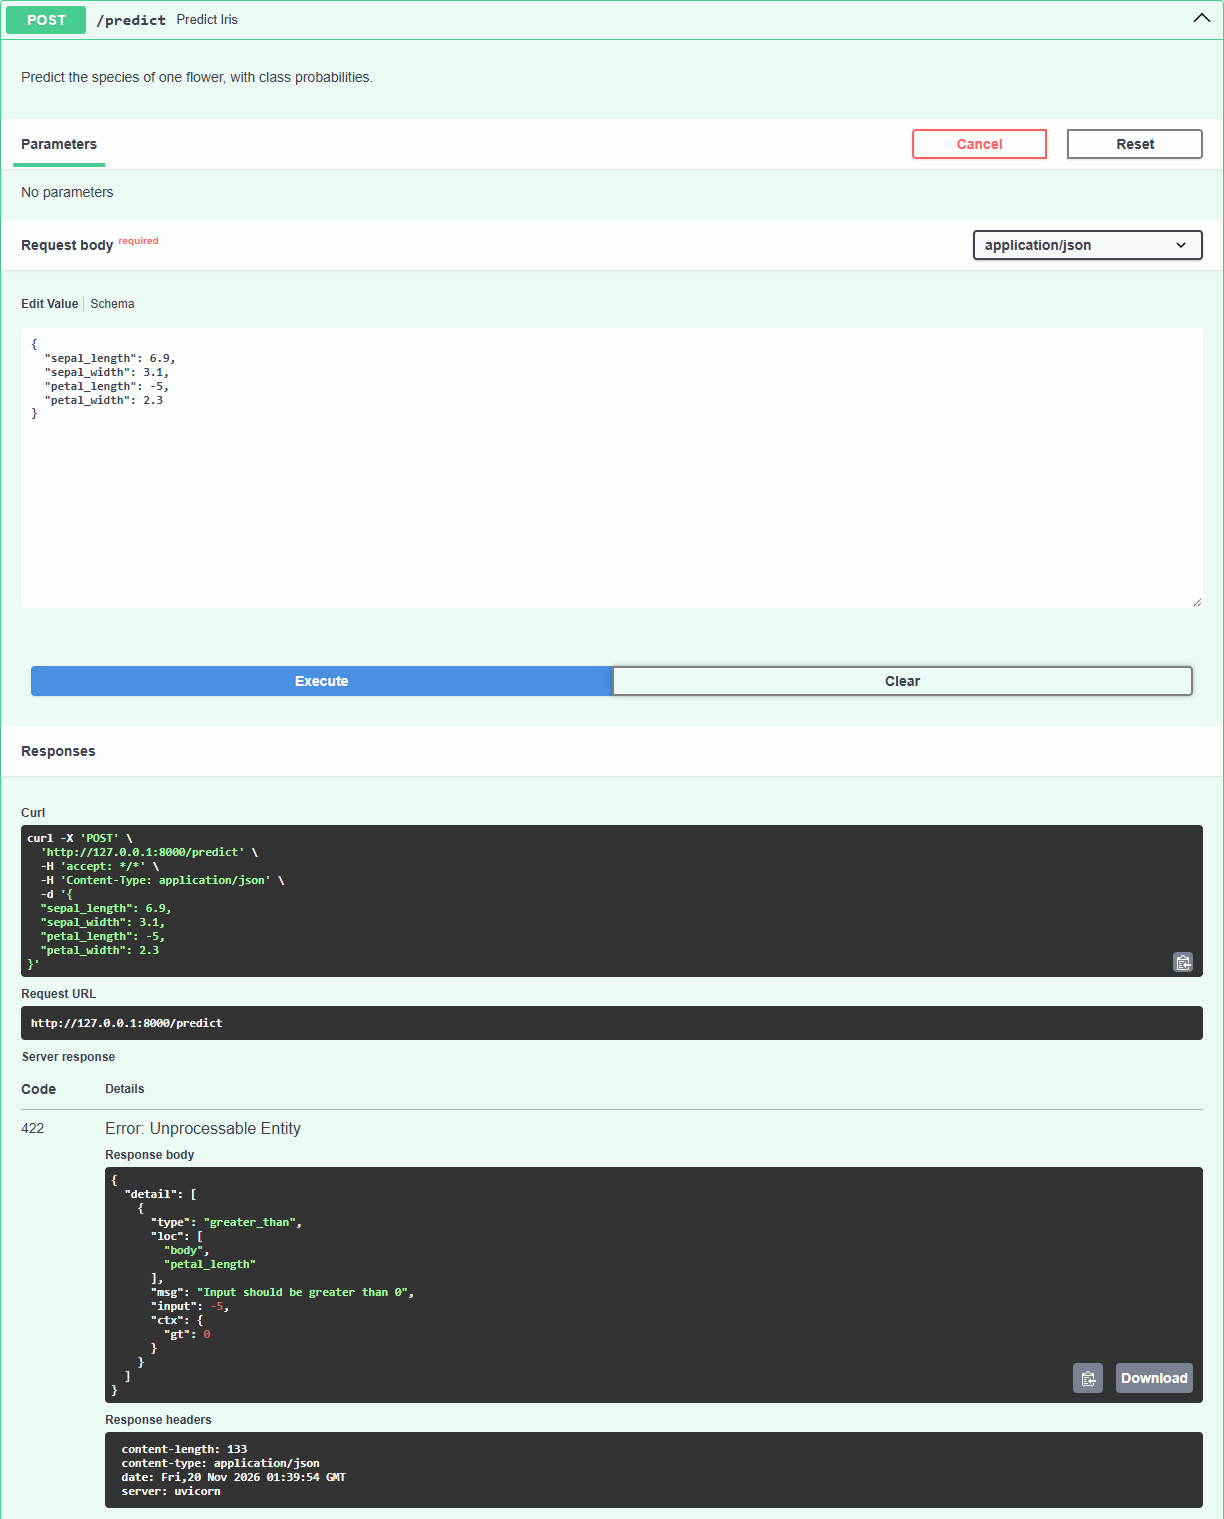 POST /predict Predict Iris
Predict the species of one flower, with class probabilities.
Parameters Cancel Reset
No parameters
Request body required application/json
Edit Value Schema
{
  "sepal_length": 6.9,
  "sepal_width": 3.1,
  "petal_length": -5,
  "petal_width": 2.3
}
Execute Clear
Responses
Curl
curl -X 'POST' \
  'http://127.0.0.1:8000/predict' \
  -H 'accept: */*' \
  -H 'Content-Type: application/json' \
  -d '{
  "sepal_length": 6.9,
  "sepal_width": 3.1,
  "petal_length": -5,
  "petal_width": 2.3
}'
Request URL
http://127.0.0.1:8000/predict
Server response
Code Details
422 Error: Unprocessable Entity
Response body
{
  "detail": [
    {
      "type": "greater_than",
      "loc": [
        "body",
        "petal_length"
      ],
      "msg": "Input should be greater than 0",
      "input": -5,
      "ctx": {
        "gt": 0
      }
    }
  ]
}
Download
Response headers
content-length: 133
content-type: application/json
date: Fri,20 Nov 2026 01:39:54 GMT
server: uvicorn